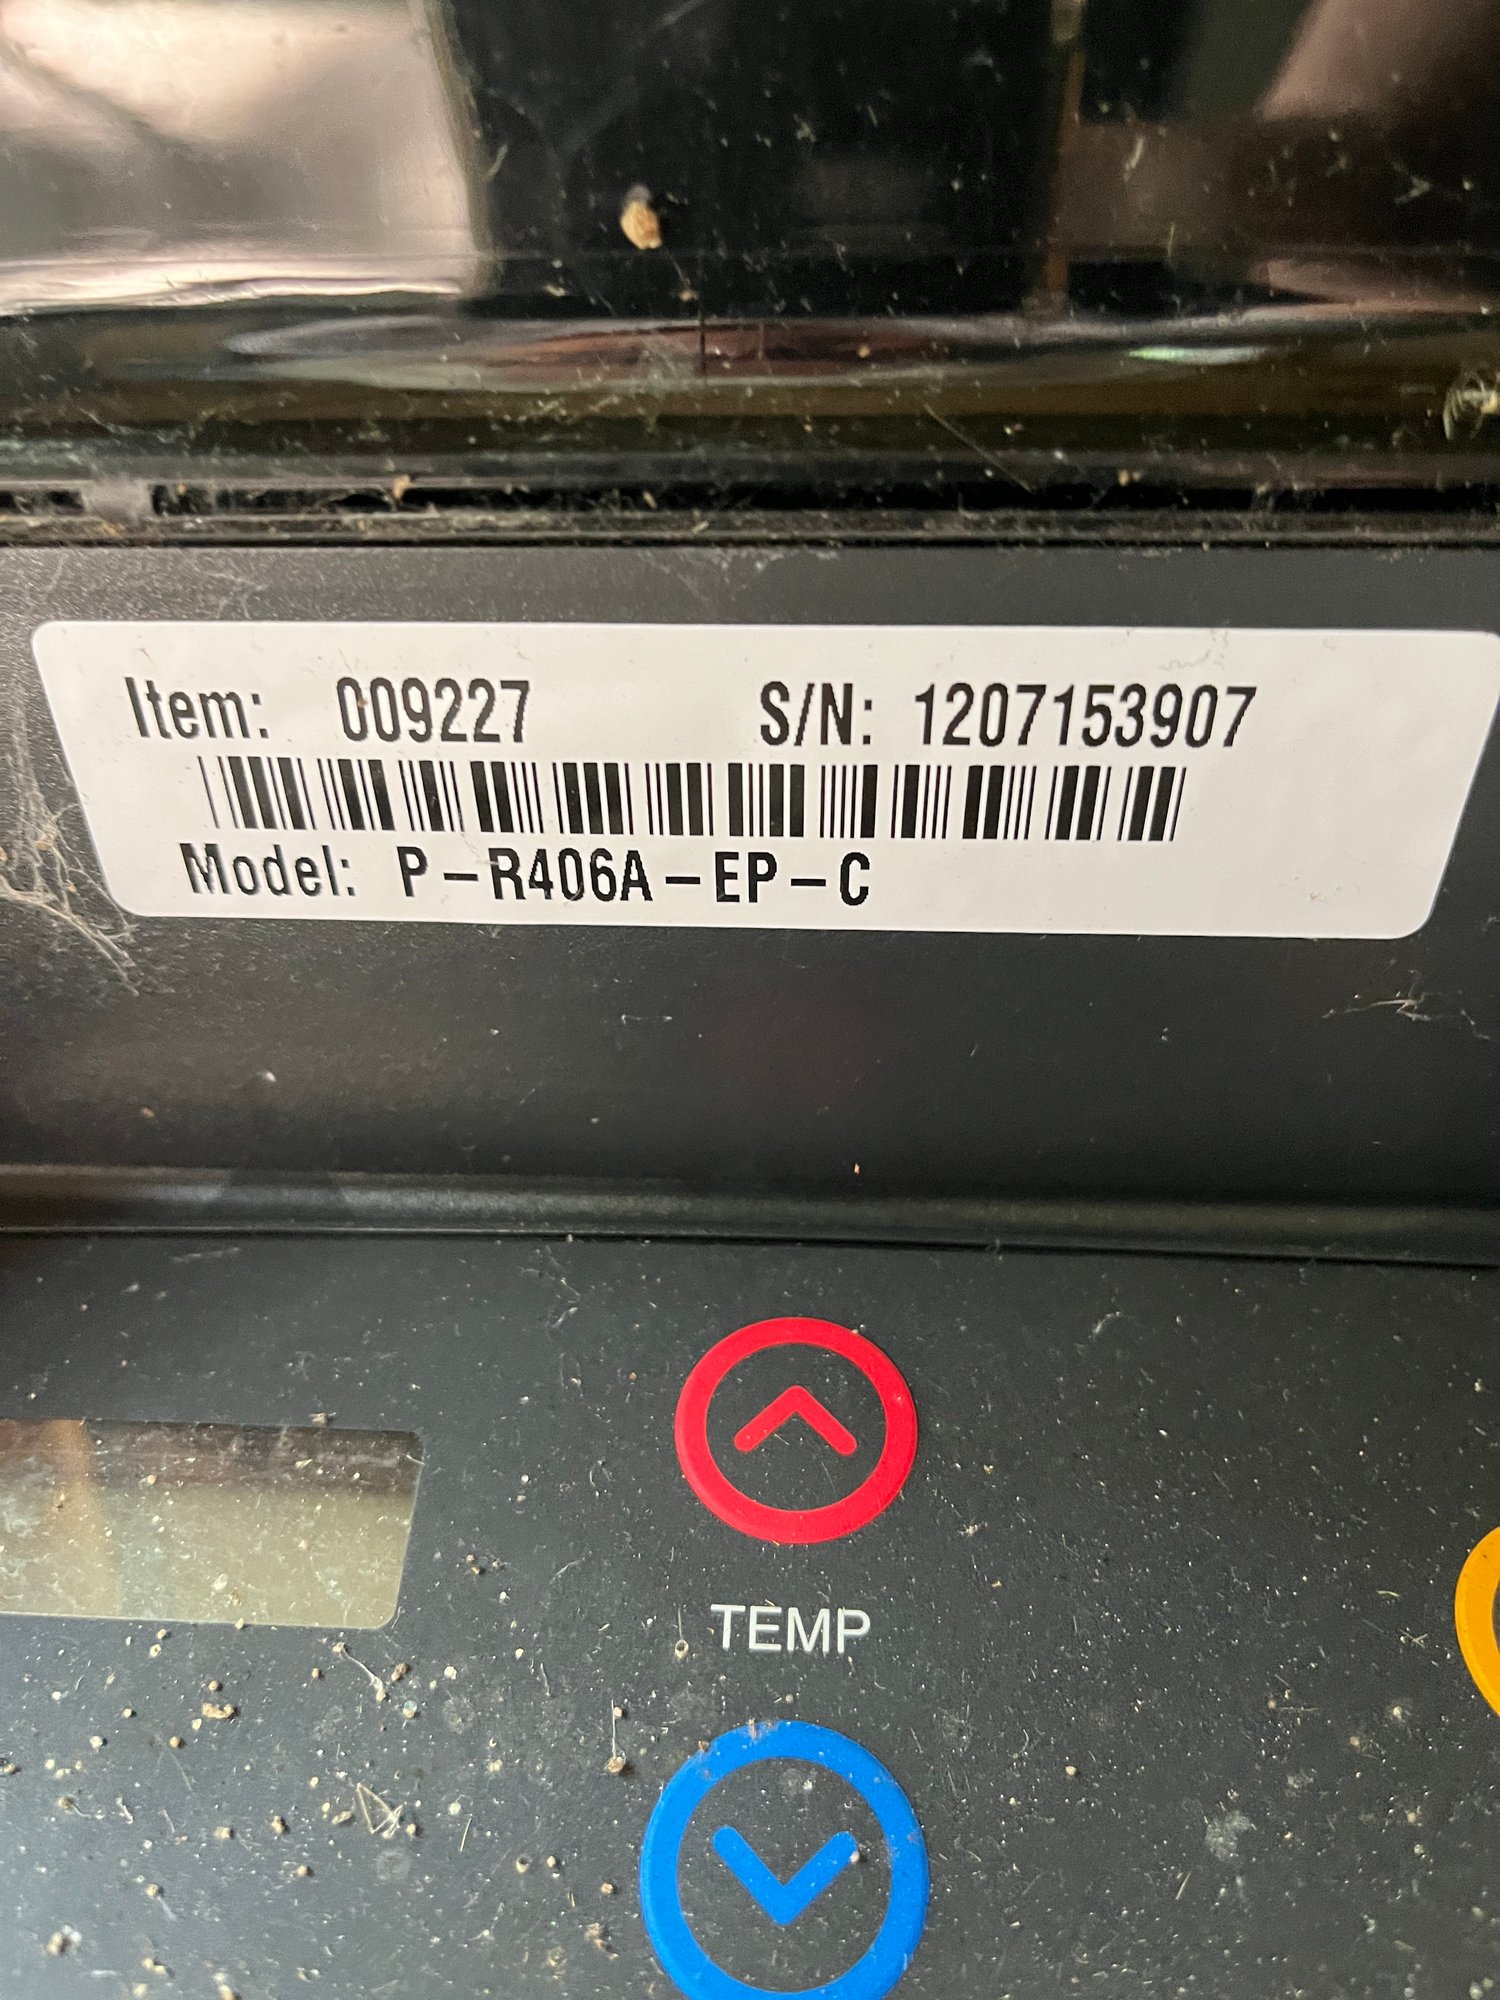 Item: 009227 S/N: 1207153907
Model: P-R406A-EP-C
TEMP